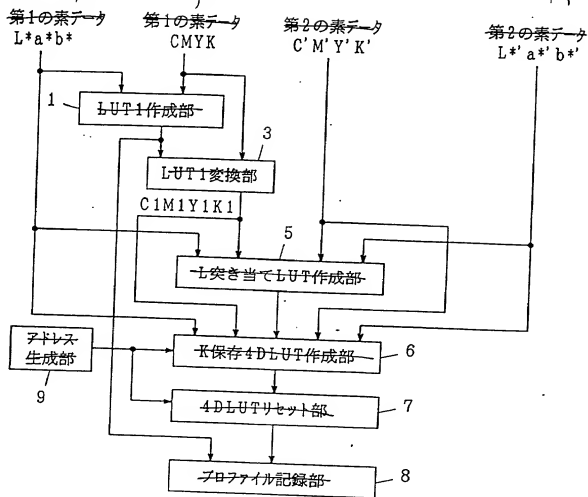 第1の素データ
L*a*b*
第1の素データ
CMYK
第2の素データ
C'M'Y'K'
第2の素データ
L*'a*'b*'
1
LUT1作成部
3
LUT1変換部
C1M1Y1K1
5
L突き当てLUT作成部
アドレス
生成部
9
K保存4DLUT作成部
6
4DLUTリセット部
7
プロファイル記録部
8